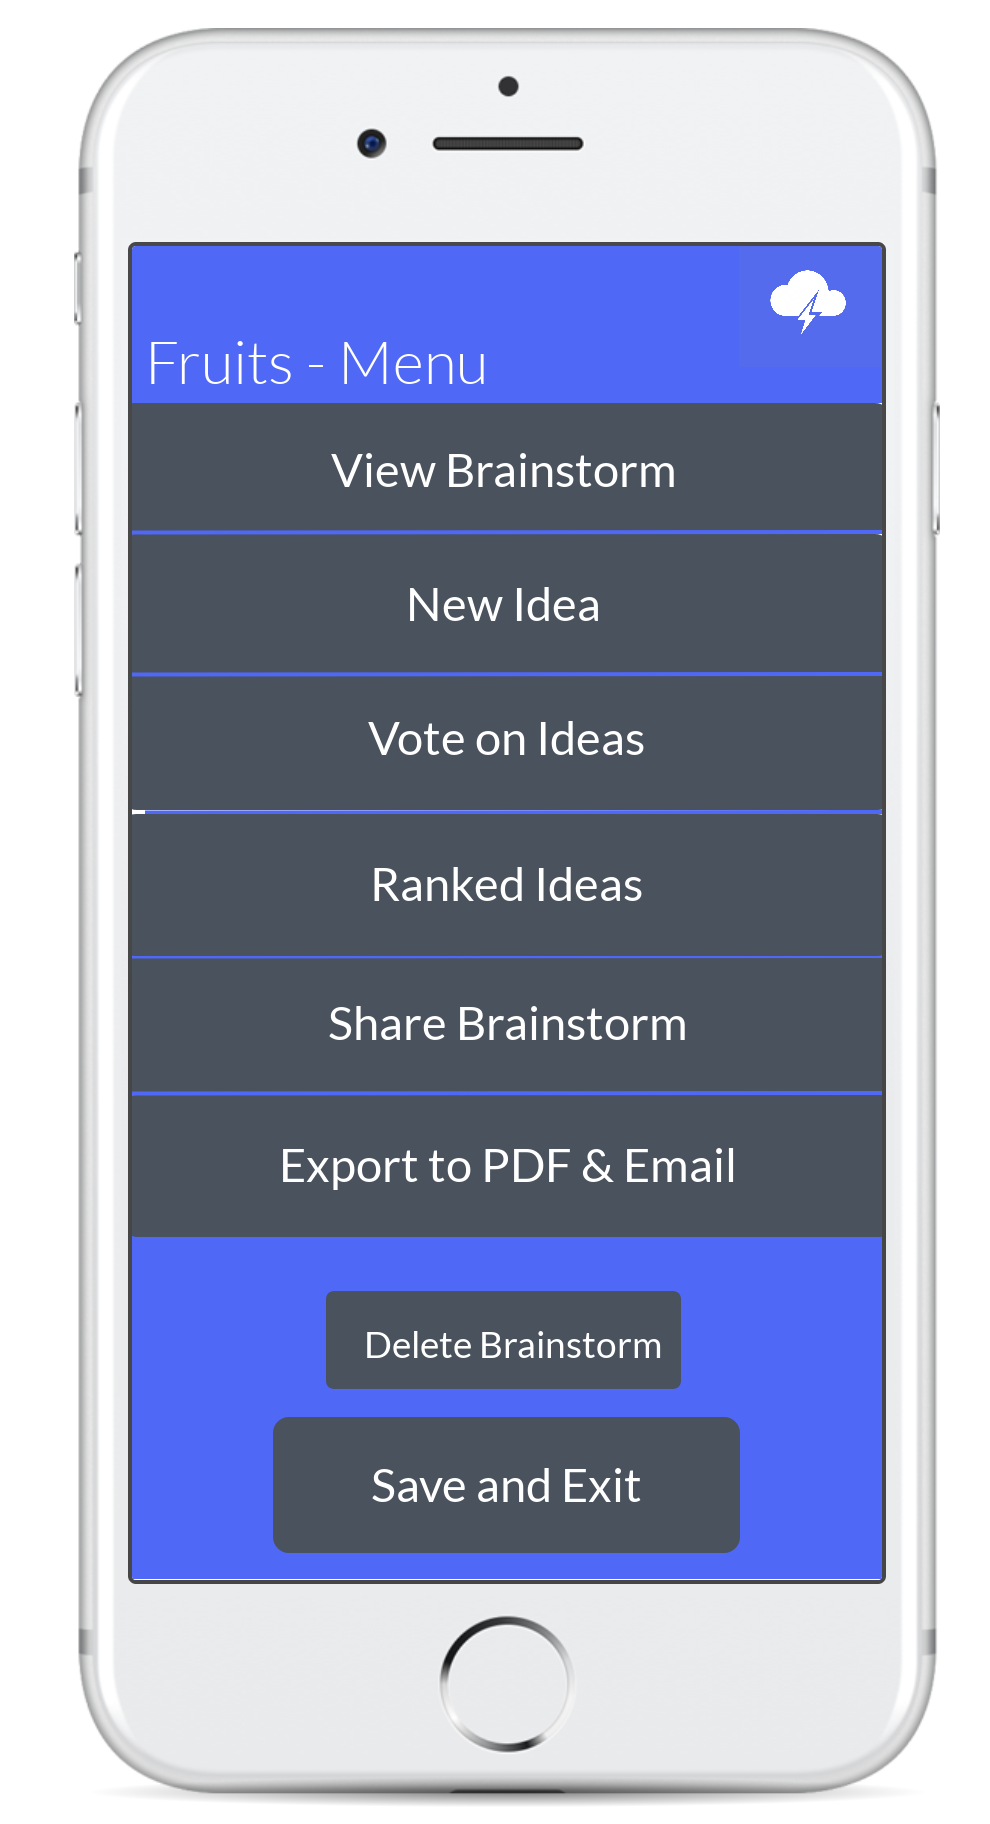 Fruits - Menu
View Brainstorm
New Idea
Vote on Ideas
Ranked Ideas
Share Brainstorm
Export to PDF & Email
Delete Brainstorm
Save and Exit